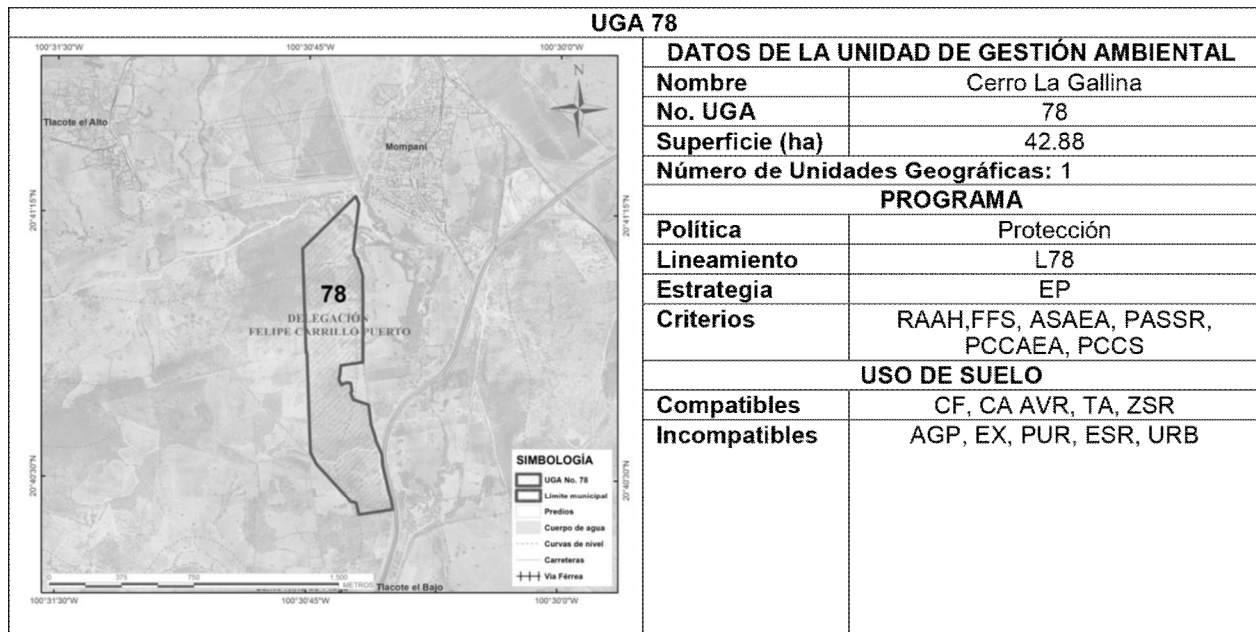 UGA 78
100°31'30"W 100°30'45"W 100°30'0"W
N
Tlacote el Alto
Mompaní
20°41'15"N 20°41'15"N
78
DELEGACIÓN
FELIPE CARRILLO PUERTO
20°40'30"N 20°40'30"N
SIMBOLOGÍA
UGA No. 78
Límite municipal
Predios
Cuerpo de agua
Curvas de nivel
Carreteras
Vía Férrea
0 375 750 1,500
METROS
Tlacote el Bajo
100°31'30"W 100°30'45"W 100°30'0"W
DATOS DE LA UNIDAD DE GESTIÓN AMBIENTAL
Nombre Cerro La Gallina
No. UGA 78
Superficie (ha) 42.88
Número de Unidades Geográficas: 1
PROGRAMA
Política Protección
Lineamiento L78
Estrategia EP
Criterios RAAH,FFS, ASAEA, PASSR,
PCCAEA, PCCS
USO DE SUELO
Compatibles CF, CA AVR, TA, ZSR
Incompatibles AGP, EX, PUR, ESR, URB